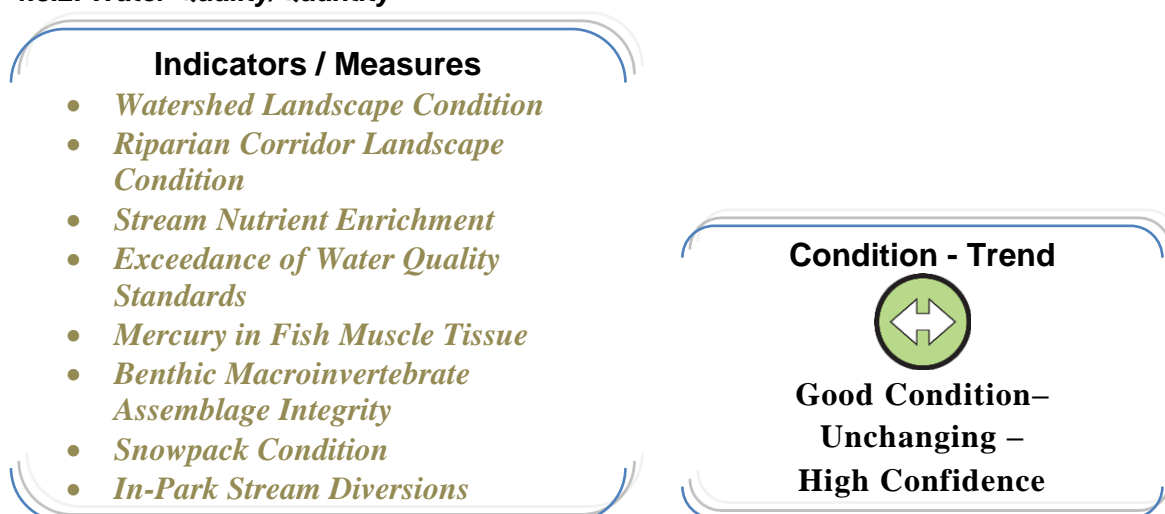 Indicators / Measures
• Watershed Landscape Condition
• Riparian Corridor Landscape
Condition
• Stream Nutrient Enrichment
• Exceedance of Water Quality
Standards
• Mercury in Fish Muscle Tissue
• Benthic Macroinvertebrate
Assemblage Integrity
• Snowpack Condition
• In-Park Stream Diversions
Condition - Trend
Good Condition–
Unchanging –
High Confidence